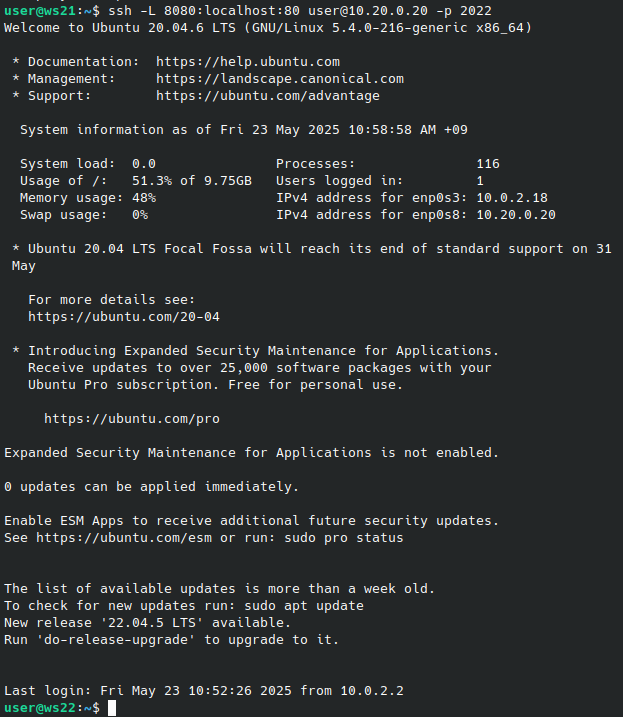 user@ws21:~$ ssh -L 8080:localhost:80 user@10.20.0.20 -p 2022
Welcome to Ubuntu 20.04.6 LTS (GNU/Linux 5.4.0-216-generic x86_64)

 * Documentation:  https://help.ubuntu.com
 * Management:     https://landscape.canonical.com
 * Support:        https://ubuntu.com/advantage

  System information as of Fri 23 May 2025 10:58:58 AM +09

  System load:  0.0               Processes:               116
  Usage of /:   51.3% of 9.75GB   Users logged in:         1
  Memory usage: 48%               IPv4 address for enp0s3: 10.0.2.18
  Swap usage:   0%                IPv4 address for enp0s8: 10.20.0.20

 * Ubuntu 20.04 LTS Focal Fossa will reach its end of standard support on 31
 May

   For more details see:
   https://ubuntu.com/20-04

 * Introducing Expanded Security Maintenance for Applications.
   Receive updates to over 25,000 software packages with your
   Ubuntu Pro subscription. Free for personal use.

     https://ubuntu.com/pro

Expanded Security Maintenance for Applications is not enabled.

0 updates can be applied immediately.

Enable ESM Apps to receive additional future security updates.
See https://ubuntu.com/esm or run: sudo pro status


The list of available updates is more than a week old.
To check for new updates run: sudo apt update
New release '22.04.5 LTS' available.
Run 'do-release-upgrade' to upgrade to it.


Last login: Fri May 23 10:52:26 2025 from 10.0.2.2
user@ws22:~$